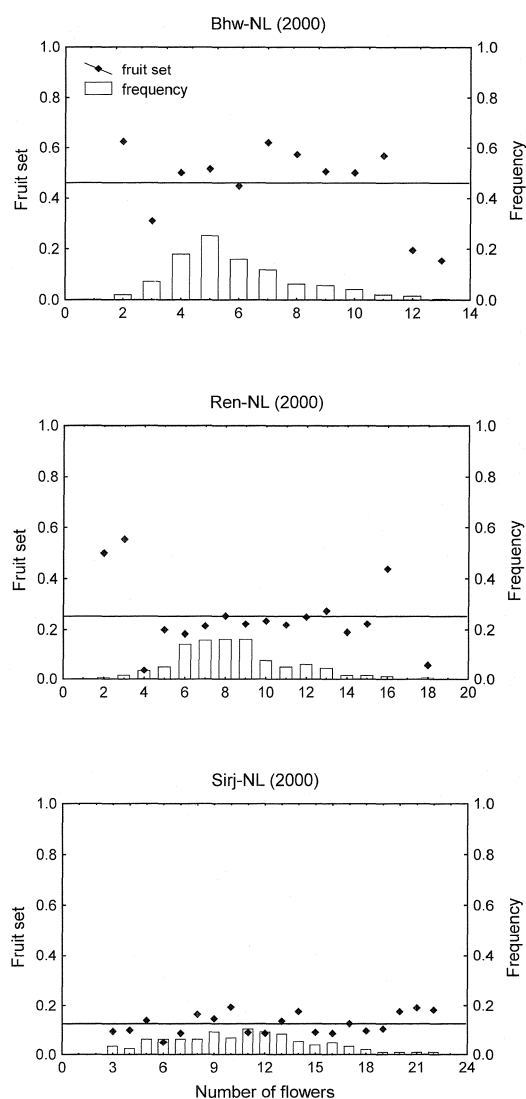 Bhw-NL (2000)
1.0 1.0
fruit set
frequency
0.8 0.8
0.6 0.6
Fruit set
Frequency
0.4 0.4
0.2 0.2
0.0 0.0
0 2 4 6 8 10 12 14
Ren-NL (2000)
1.0 1.0
0.8 0.8
0.6 0.6
Fruit set
Frequency
0.4 0.4
0.2 0.2
0.0 0.0
0 2 4 6 8 10 12 14 16 18 20
Sirj-NL (2000)
1.0 1.0
0.8 0.8
0.6 0.6
Fruit set
Frequency
0.4 0.4
0.2 0.2
0.0 0.0
0 3 6 9 12 15 18 21 24
Number of flowers